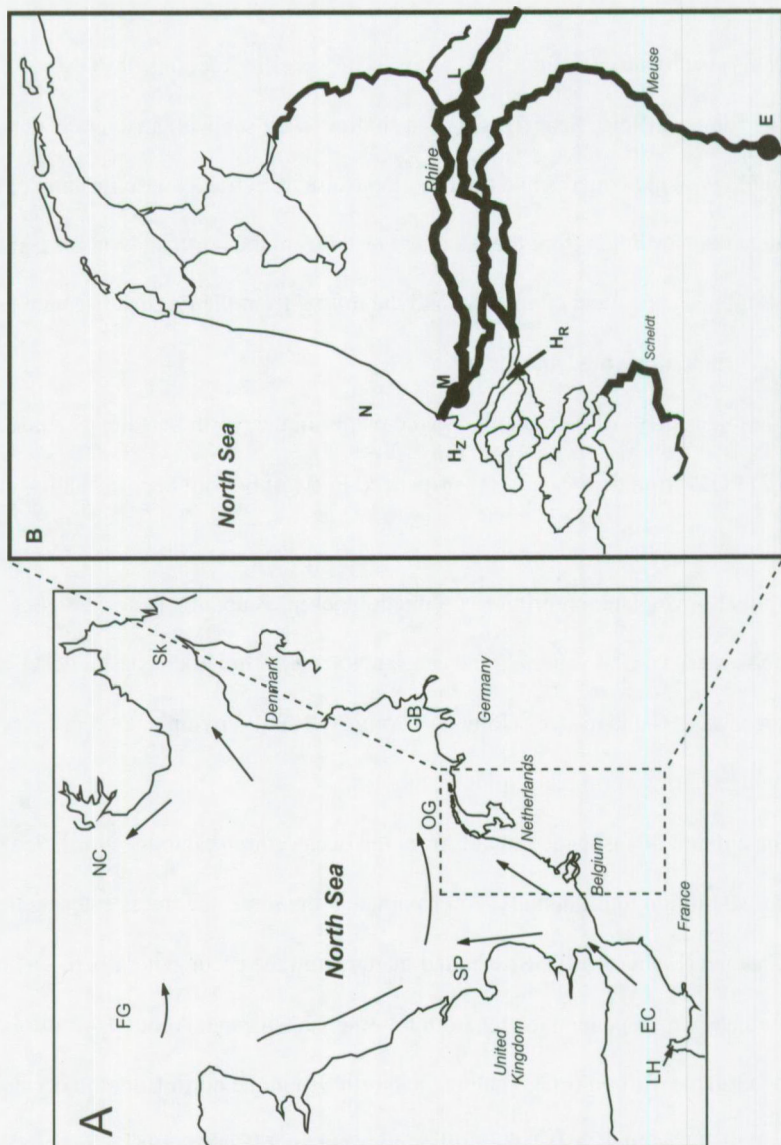 A
NC
Sk
FG
Denmark
North Sea
GB
OG
Germany
SP
Netherlands
United
Kingdom
Belgium
EC
France
LH
B
North Sea
N
Rhine
L
M
Hz
HR
Meuse
Scheldt
E